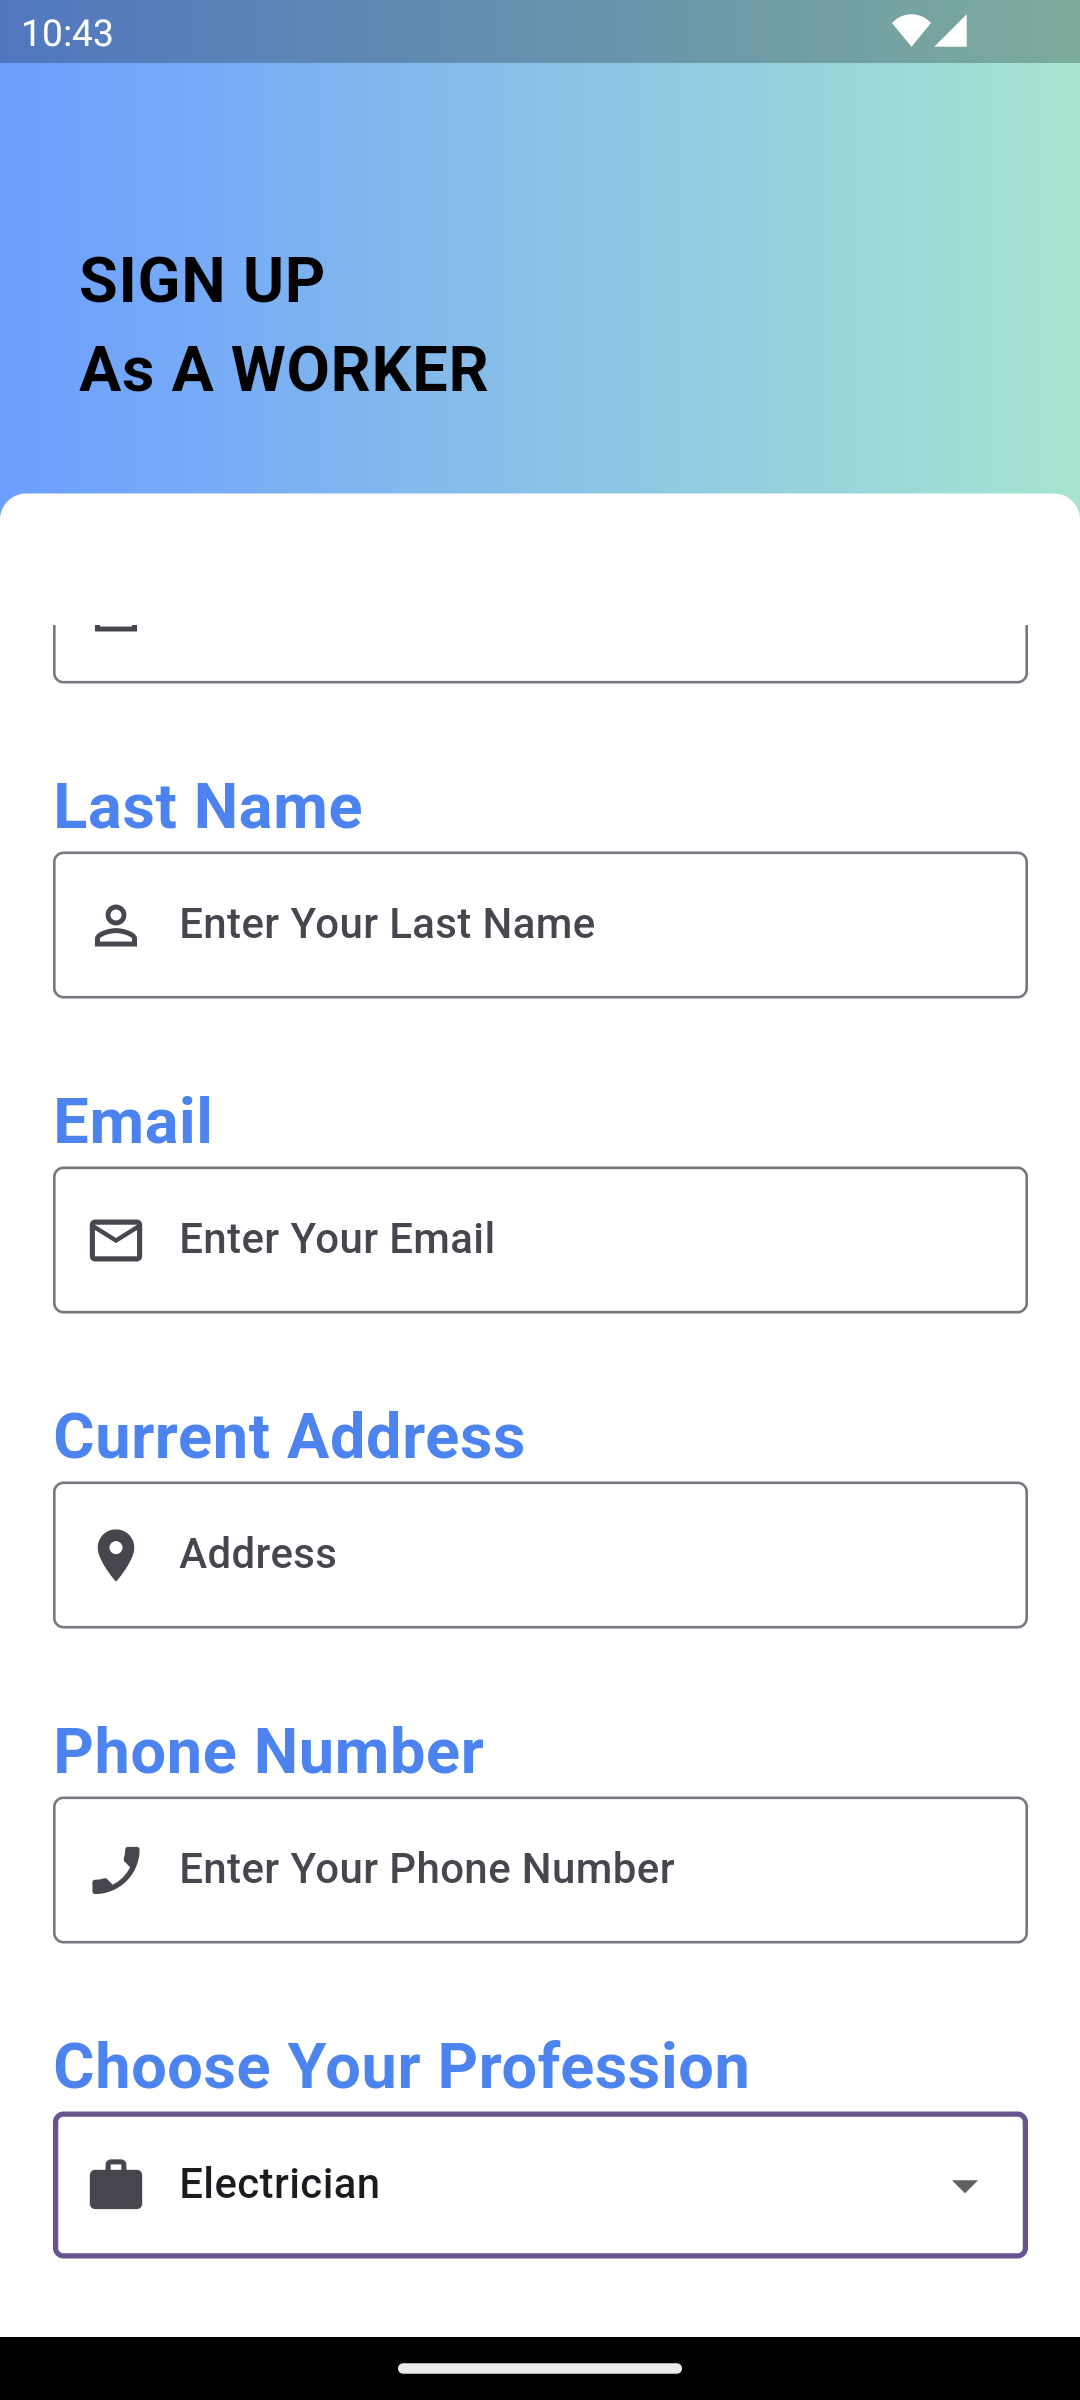 10:43
SIGN UP
As A WORKER
Last Name
Enter Your Last Name
Email
Enter Your Email
Current Address
Address
Phone Number
Enter Your Phone Number
Choose Your Profession
Electrician